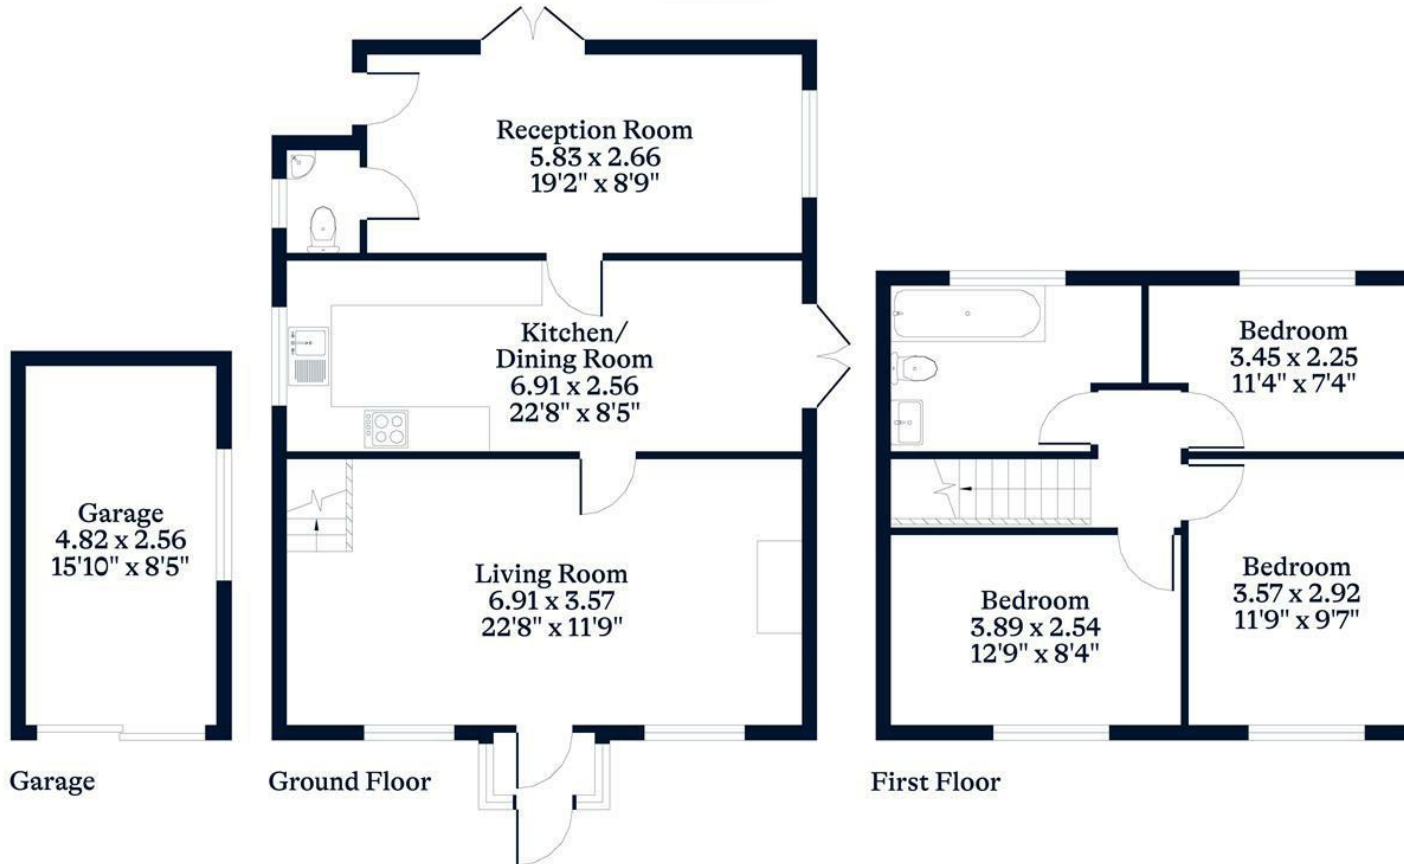 Reception Room
5.83 x 2.66
19'2" x 8'9"
Kitchen/
Dining Room
6.91 x 2.56
22'8" x 8'5"
Living Room
6.91 x 3.57
22'8" x 11'9"
Garage
4.82 x 2.56
15'10" x 8'5"
Bedroom
3.45 x 2.25
11'4" x 7'4"
Bedroom
3.57 x 2.92
11'9" x 9'7"
Bedroom
3.89 x 2.54
12'9" x 8'4"
Garage
Ground Floor
First Floor